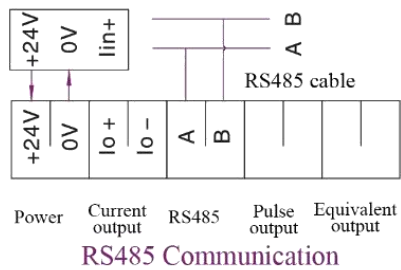 +24V 0V Iin+
B
A
RS485 cable
+24V 0V Io+ Io- A B
Power Current output RS485 Pulse output Equivalent output
RS485 Communication